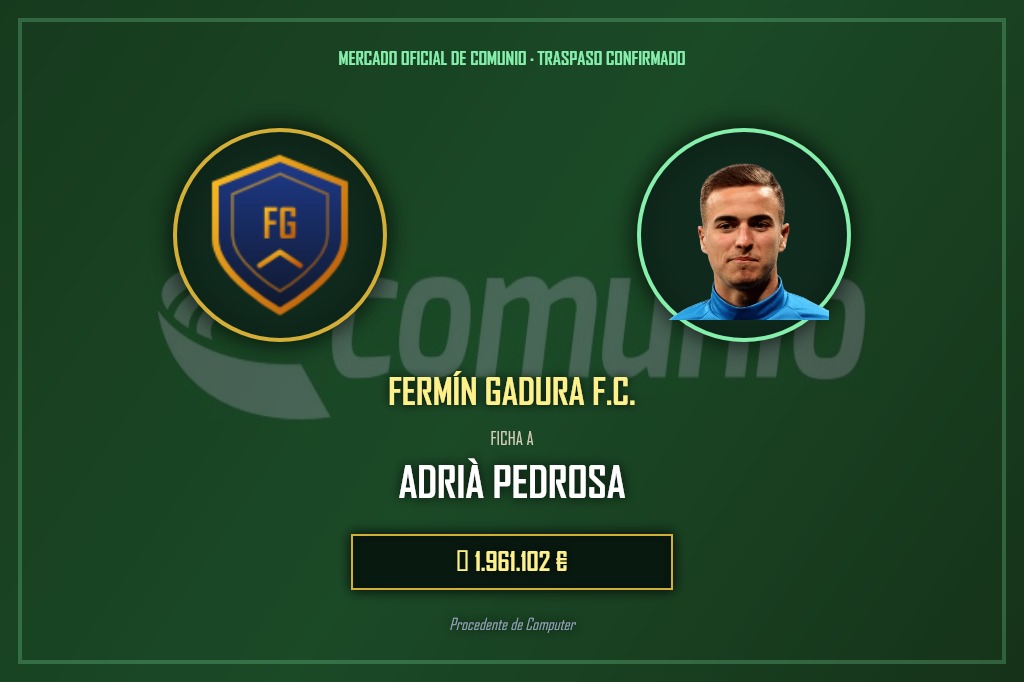 MERCADO OFICIAL DE COMUNIO · TRASPASO CONFIRMADO
FG
comunio
FERMÍN GADURA F.C.
FICHA A
ADRIÀ PEDROSA
1.961.102 €
Procedente de Computer